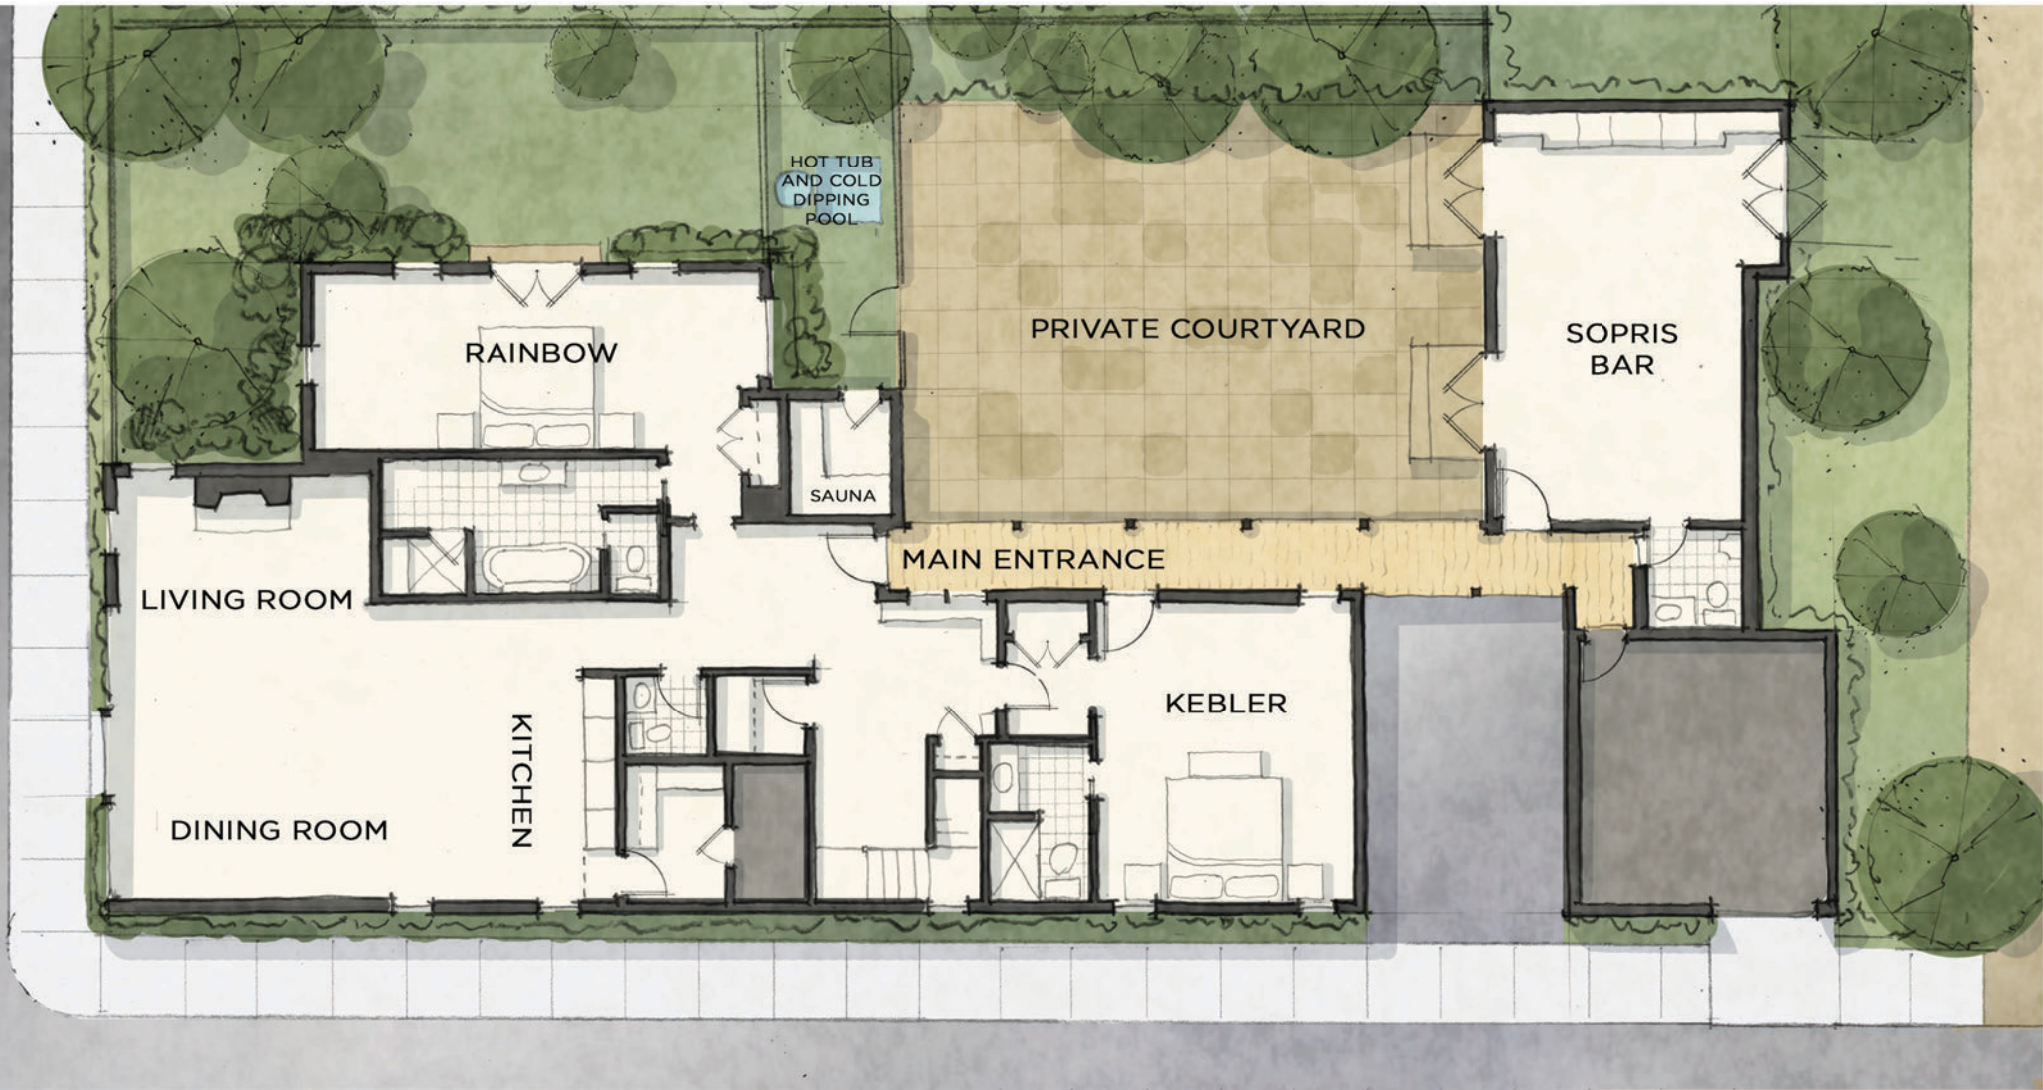 HOT TUB
AND COLD
DIPPING
POOL
PRIVATE COURTYARD
SOPRIS
BAR
RAINBOW
SAUNA
MAIN ENTRANCE
LIVING ROOM
KEBLER
KITCHEN
DINING ROOM